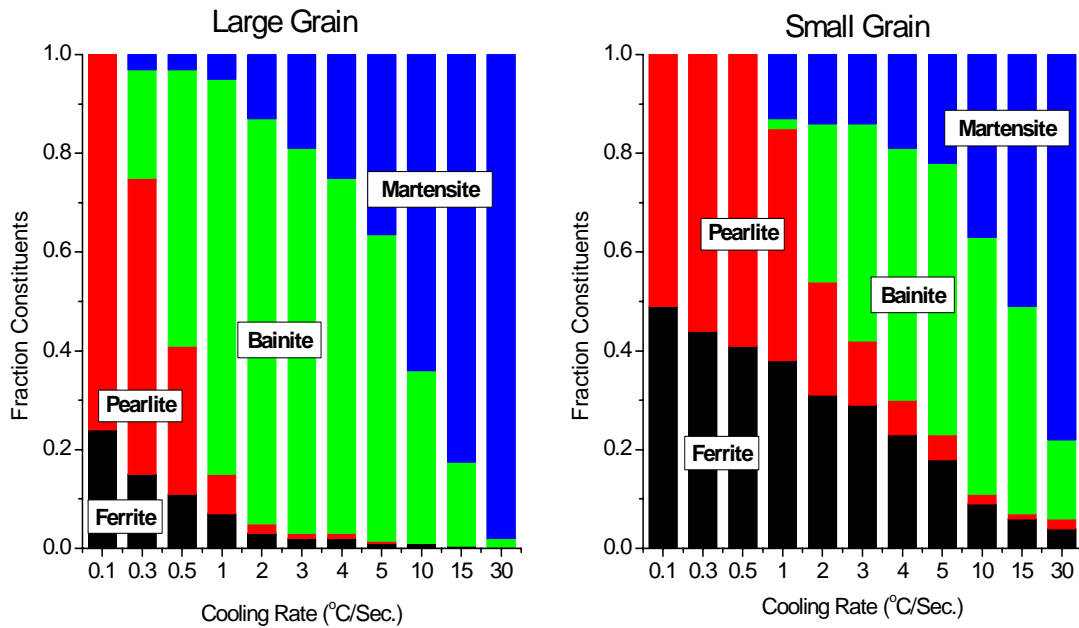 Large Grain
1.0
0.8
0.6
0.4
0.2
0.0
Fraction Constituents
Martensite
Bainite
Pearlite
Ferrite
0.1 0.3 0.5 1 2 3 4 5 10 15 30
Cooling Rate (°C/Sec.)
Small Grain
1.0
0.8
0.6
0.4
0.2
0.0
Fraction Constituents
Martensite
Pearlite
Bainite
Ferrite
0.1 0.3 0.5 1 2 3 4 5 10 15 30
Cooling Rate (°C/Sec.)